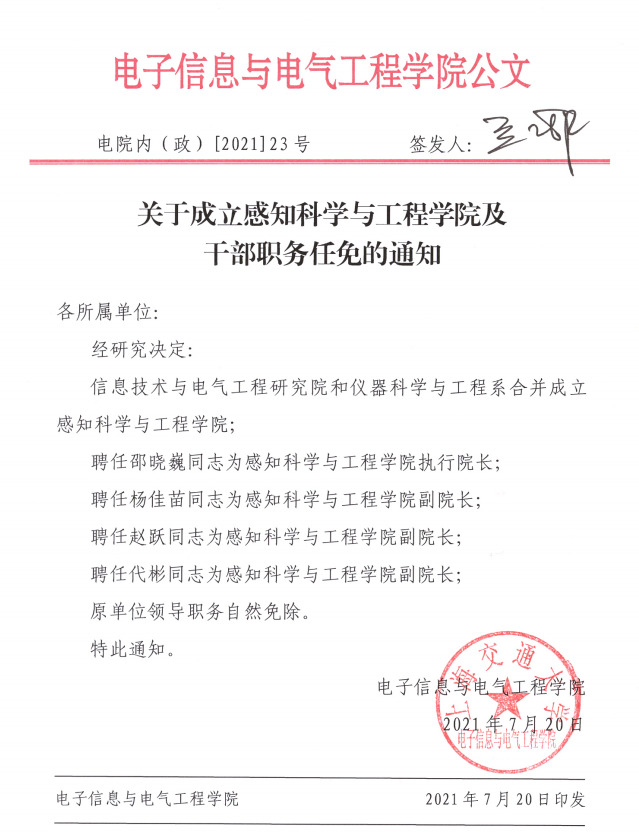 电子信息与电气工程学院公文
电院内（政）[2021]23号 签发人：
关于成立感知科学与工程学院及
干部职务任免的通知
各所属单位：
经研究决定：
信息技术与电气工程研究院和仪器科学与工程系合并成立
感知科学与工程学院；
聘任邵晓巍同志为感知科学与工程学院执行院长；
聘任杨佳苗同志为感知科学与工程学院副院长；
聘任赵跃同志为感知科学与工程学院副院长；
聘任代彬同志为感知科学与工程学院副院长；
原单位领导职务自然免除。
特此通知。
上海交通大学
电子信息与电气工程学院
2021年7月20日
电子信息与电气工程学院
电子信息与电气工程学院 2021年7月20日印发